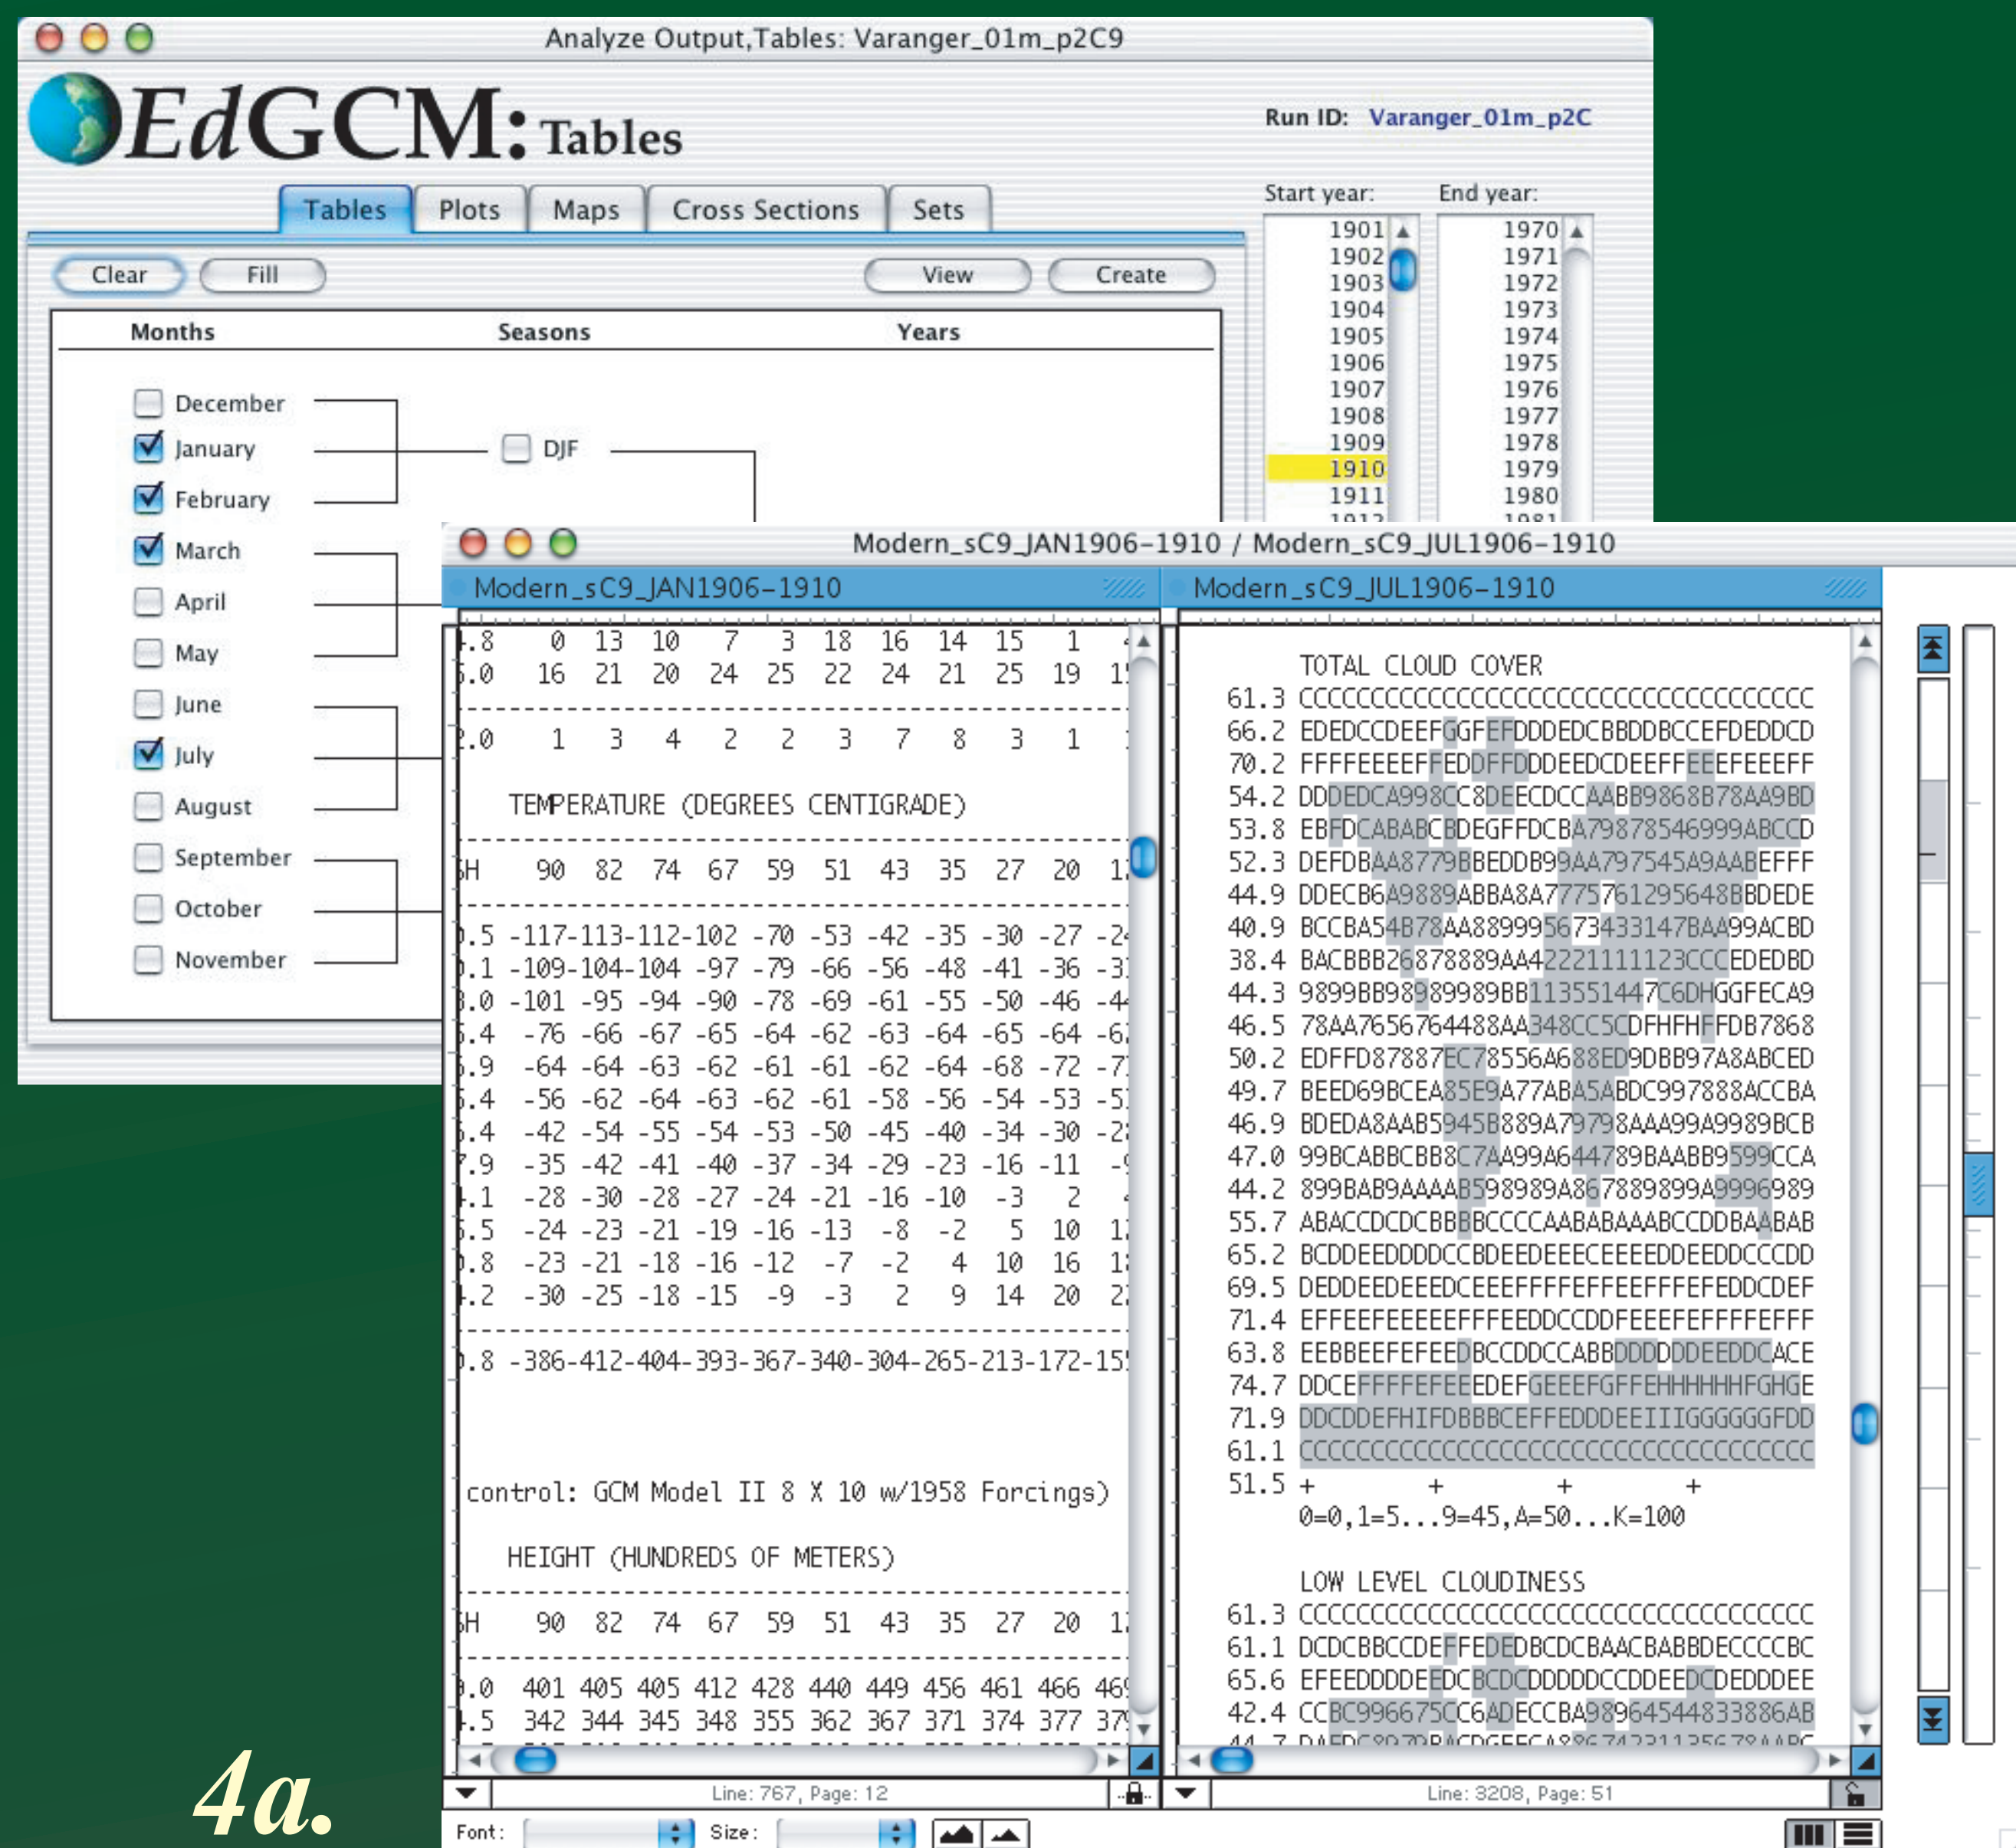 Analyze Output,Tables: Varanger_01m_p2C9
EdGCM: Tables
Run ID: Varanger_01m_p2C
Tables Plots Maps Cross Sections Sets
Start year: End year:
Clear Fill View Create
1901 1970
1902 1971
1903 1972
1904 1973
1905 1974
1906 1975
1907 1976
1908 1977
1909 1978
1910 1979
1911 1980
Months Seasons Years
December
January DJF
February
March
April
May
June
July
August
September
October
November
Modern_sC9_JAN1906-1910 / Modern_sC9_JUL1906-1910
Modern_sC9_JAN1906-1910
0 13 10 7 3 18 16 14 15 1
16 21 20 24 25 22 24 21 25 19
1 3 4 2 2 3 7 8 3 1
TEMPERATURE (DEGREES CENTIGRADE)
90 82 74 67 59 51 43 35 27 20
-117-113-112-102 -70 -53 -42 -35 -30 -27
-109-104-104 -97 -79 -66 -56 -48 -41 -36
-101 -95 -94 -90 -78 -69 -61 -55 -50 -46
-76 -66 -67 -65 -64 -62 -63 -64 -65 -64
-64 -64 -63 -62 -61 -61 -62 -64 -68 -72
-56 -62 -64 -63 -62 -61 -58 -56 -54 -53
-42 -54 -55 -54 -53 -50 -45 -40 -34 -30
-35 -42 -41 -40 -37 -34 -29 -23 -16 -11
-28 -30 -28 -27 -24 -21 -16 -10 -3 2
-24 -23 -21 -19 -16 -13 -8 -2 5 10
-23 -21 -18 -16 -12 -7 -2 4 10 16
-30 -25 -18 -15 -9 -3 2 9 14 20
-386-412-404-393-367-340-304-265-213-172
control: GCM Model II 8 X 10 w/1958 Forcings)
HEIGHT (HUNDREDS OF METERS)
90 82 74 67 59 51 43 35 27 20
401 405 405 412 428 440 449 456 461 466
342 344 345 348 355 362 367 371 374 377
Line: 767, Page: 12
Modern_sC9_JUL1906-1910
TOTAL CLOUD COVER
61.3 CCCCCCCCCCCCCCCCCCCCCCCCCCCCCCCCCCCC
66.2 EDEDCCDEEFGGFEFDDDEDCBBDDBCCEFDEDDCD
70.2 FFFFEEEEFFEDDFFDDDEEDCDEEFFEEEFEEEFF
54.2 DDDEDCA998CC8DEECDCCAABB9868B78AA9BD
53.8 EBFDCABABCBDEGFFDCBA79878546999ABCCD
52.3 DEFDBAA8779BBEDDB99AA797545A9AABEFFF
44.9 DDECB6A9889ABBA8A7775761295648BBDEDE
40.9 BCCBA54B78AA889995673433147BAA99ACBD
38.4 BACBBB26878889AA42221111123CCCEDEDBD
44.3 9899BB98989989BB113551447C6DHGGFECA9
46.5 78AA7656764488AA348CC5CDFHFHFFDB7868
50.2 EDFFD87887EC78556A688ED9DBB97A8ABCED
49.7 BEED69BCEA85E9A77ABA5ABDC997888ACCBA
46.9 BDEDA8AAB5945B889A79798AAA99A9989BCB
47.0 99BCABBCBB8C7AA99A644789BAABB9599CCA
44.2 899BAB9AAAAB598989A867889899A9996989
55.7 ABACCDCDCBBBBCCCCAABABAAABCCDDBAABAB
65.2 BCDDEEDDDDCCBDEEDEEECEEEEDDEEDDCCCDD
69.5 DEDDEEDEEEDCEEEFFFFFEFFEEFFFEFEDDCDEF
71.4 EFFEEFEEEEEEFFFEEDDCCDDFEEEFEFFFFEFFF
63.8 EEBBEEFEFEEDBCCDDCCABBDDDDDDEEDDCACE
74.7 DDCEFFFFEFEEEDEFGEEEFGFFEHHHHHHFGHGE
71.9 DDCDDEFHIFDBBBCEFFEDDDEEIIIGGGGGGFDD
61.1 CCCCCCCCCCCCCCCCCCCCCCCCCCCCCCCCCCCC
51.5 + + + +
0=0,1=5...9=45,A=50...K=100
LOW LEVEL CLOUDINESS
61.3 CCCCCCCCCCCCCCCCCCCCCCCCCCCCCCCCCCCC
61.1 DCDCBBCCDEFFEDEDBCDCBAACBABBDECCCCBC
65.6 EFEEDDDDEEDCBCDCDDDDDCCDDEEDCDEDDDEE
42.4 CCBC996675CC6ADECCBA989645448338 86AB
Line: 3208, Page: 51
Font: Size:
4a.